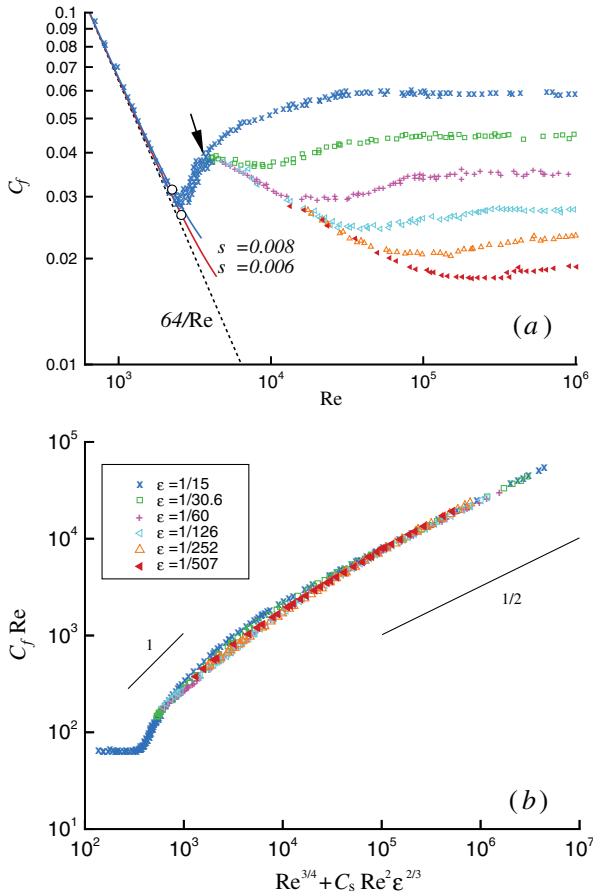 0.1
0.09
0.08
0.07
0.06
0.05
0.04
0.03
0.02
0.01
C_f
s =0.008
s =0.006
64/Re
(a)
10^3
10^4
10^5
10^6
Re
10^5
10^4
10^3
10^2
10^1
C_f Re
ε =1/15
ε =1/30.6
ε =1/60
ε =1/126
ε =1/252
ε =1/507
1
1/2
(b)
10^2
10^3
10^4
10^5
10^6
10^7
Re^{3/4} + C_s Re^2 ε^{2/3}